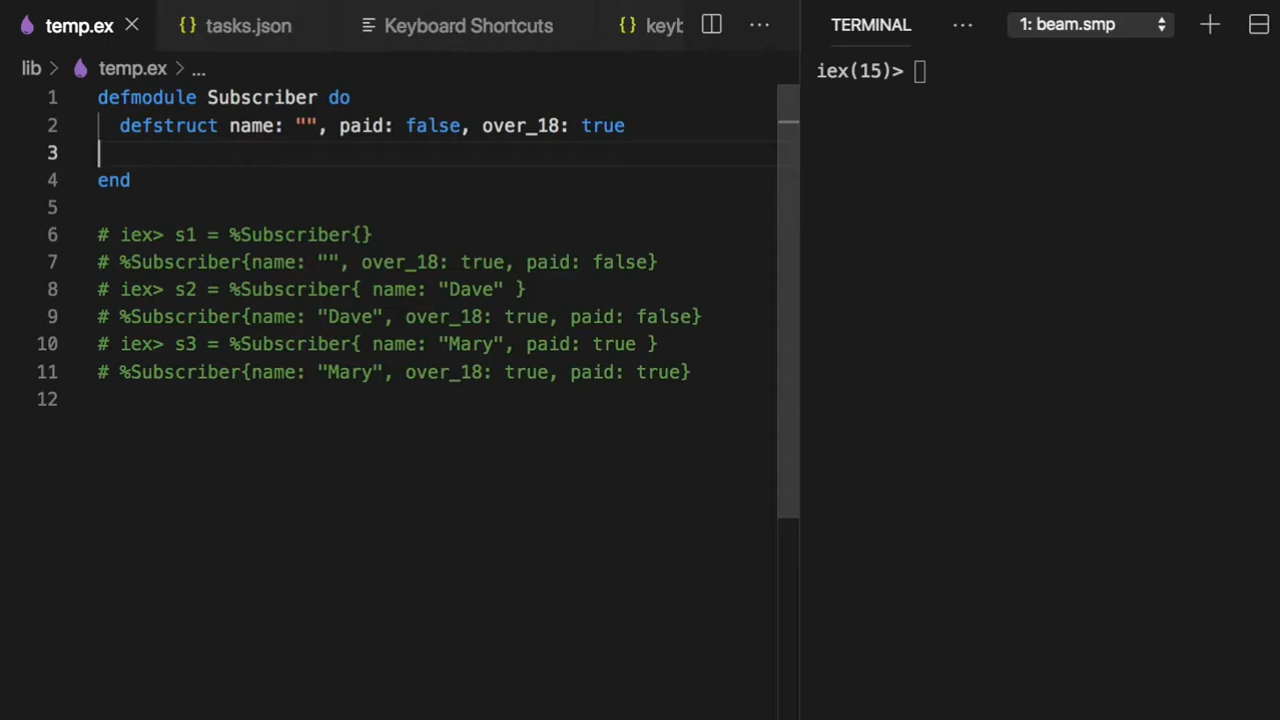 temp.ex × {} tasks.json Keyboard Shortcuts {} keyb ...
lib > temp.ex > ...
1 defmodule Subscriber do
2 defstruct name: "", paid: false, over_18: true
3
4 end
5
6 # iex> s1 = %Subscriber{}
7 # %Subscriber{name: "", over_18: true, paid: false}
8 # iex> s2 = %Subscriber{ name: "Dave" }
9 # %Subscriber{name: "Dave", over_18: true, paid: false}
10 # iex> s3 = %Subscriber{ name: "Mary", paid: true }
11 # %Subscriber{name: "Mary", over_18: true, paid: true}
12
TERMINAL ... 1: beam.smp
iex(15)>